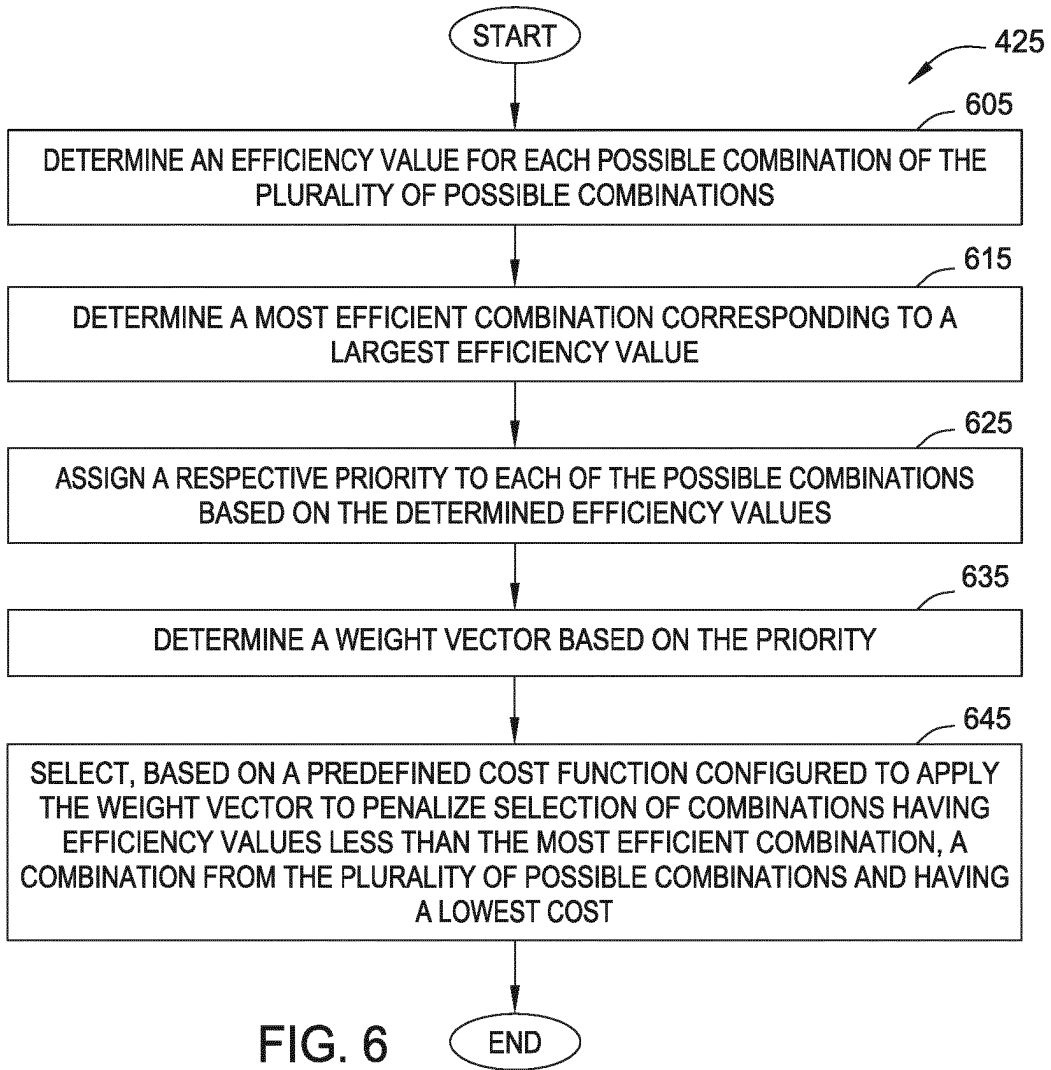 START
425
605
DETERMINE AN EFFICIENCY VALUE FOR EACH POSSIBLE COMBINATION OF THE
PLURALITY OF POSSIBLE COMBINATIONS
615
DETERMINE A MOST EFFICIENT COMBINATION CORRESPONDING TO A
LARGEST EFFICIENCY VALUE
625
ASSIGN A RESPECTIVE PRIORITY TO EACH OF THE POSSIBLE COMBINATIONS
BASED ON THE DETERMINED EFFICIENCY VALUES
635
DETERMINE A WEIGHT VECTOR BASED ON THE PRIORITY
645
SELECT, BASED ON A PREDEFINED COST FUNCTION CONFIGURED TO APPLY
THE WEIGHT VECTOR TO PENALIZE SELECTION OF COMBINATIONS HAVING
EFFICIENCY VALUES LESS THAN THE MOST EFFICIENT COMBINATION, A
COMBINATION FROM THE PLURALITY OF POSSIBLE COMBINATIONS AND HAVING
A LOWEST COST
FIG. 6
END